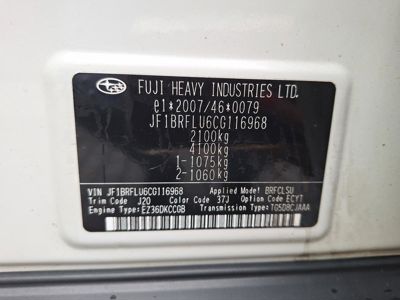 FUJI HEAVY INDUSTRIES LTD.
e1*2007/46*0079
JF1BRFLU6CG116968
2100kg
4100kg
1-1075kg
2-1060kg
VIN JF1BRFLU6CG116968 Applied Model BRFCLSU
Trim Code J20 Color Code 37J Option Code ECYT
Engine Type: EZ36DKCCGB Transmission Type: TG5D8CJAAA